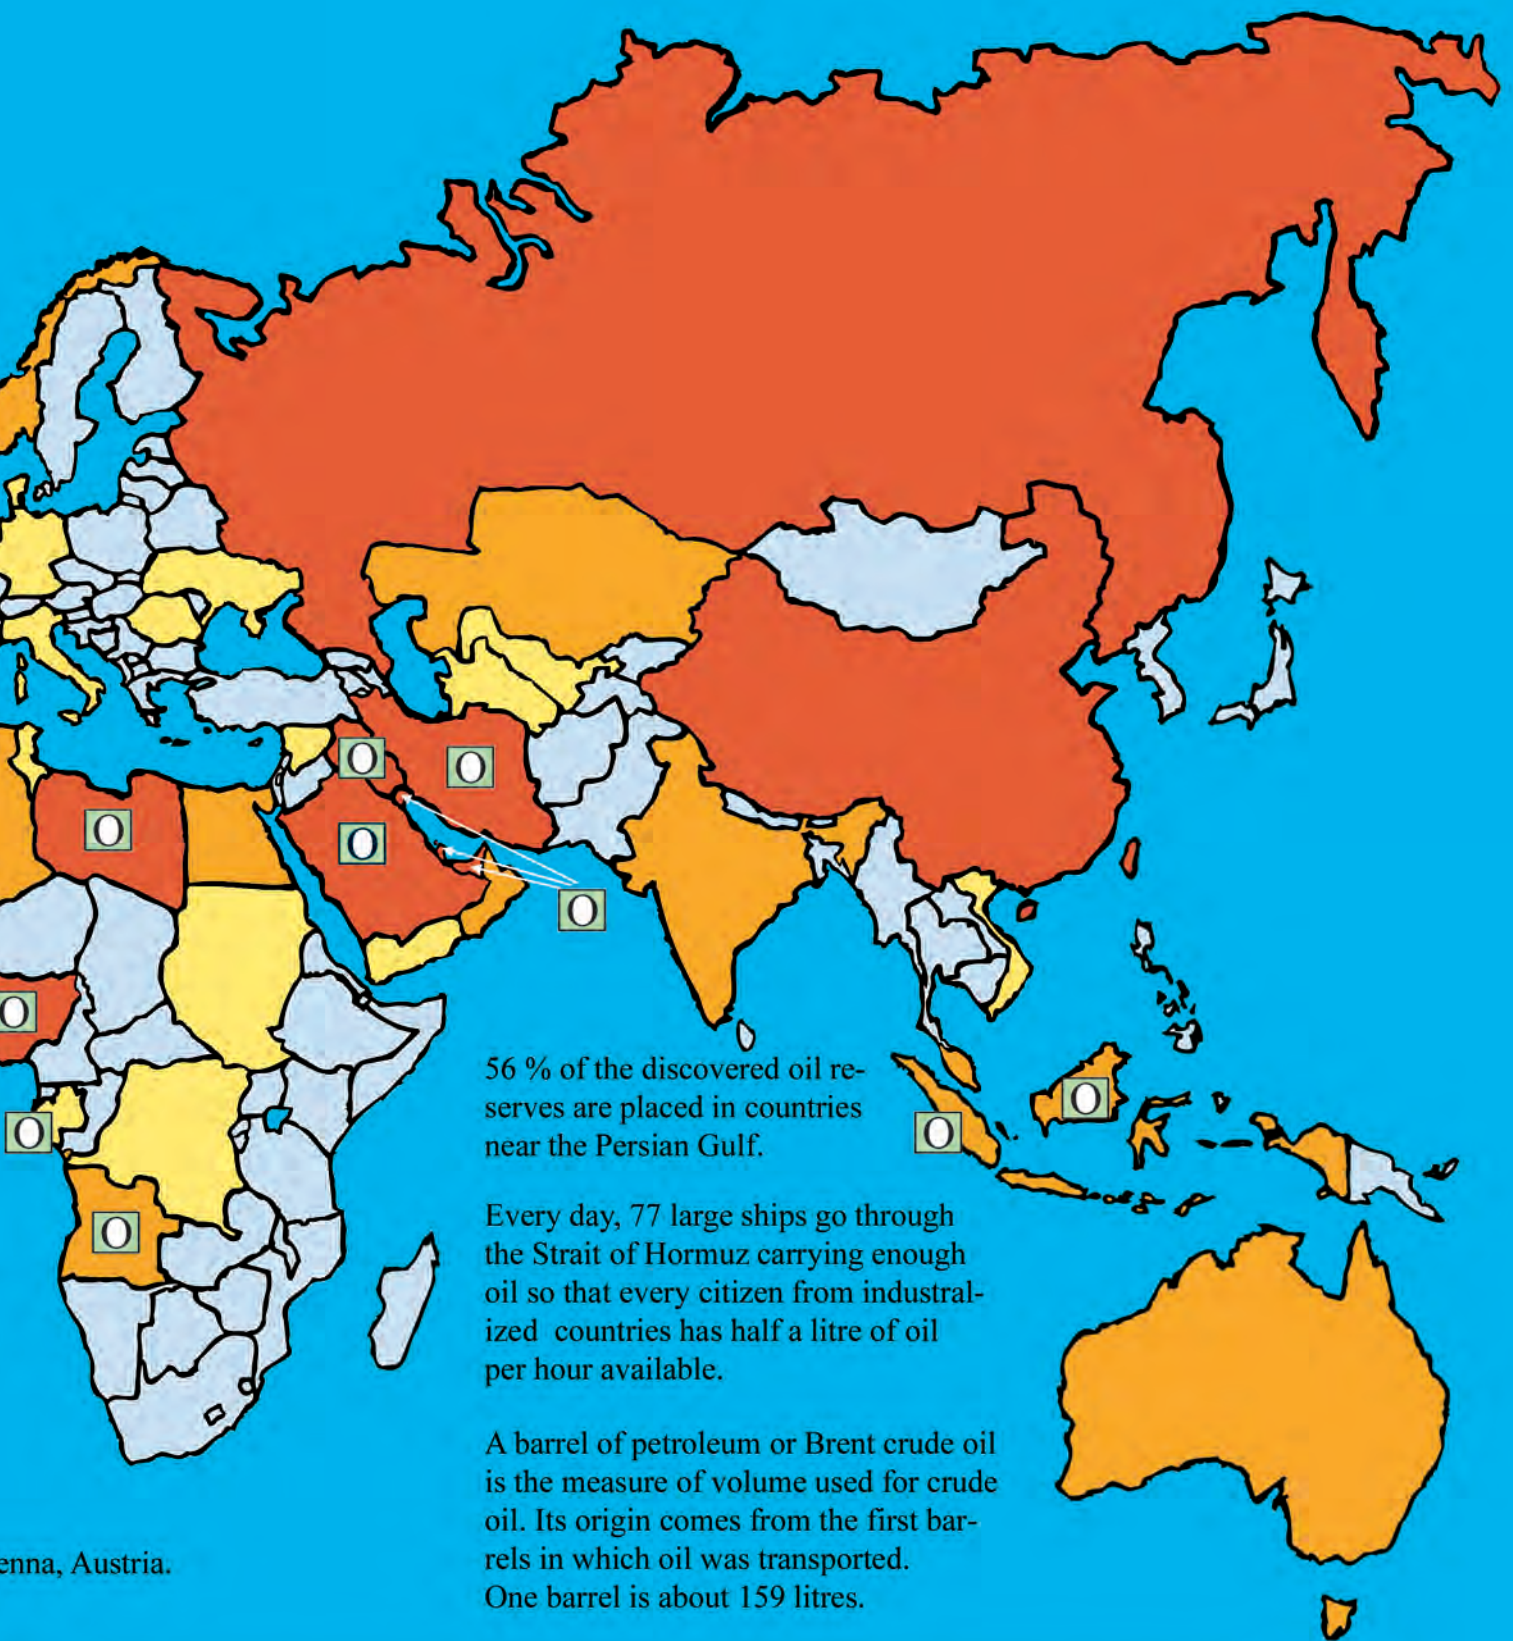 O
O
O
O
O
O
56 % of the discovered oil re-
serves are placed in countries
near the Persian Gulf.
O
O
O
O
Every day, 77 large ships go through
the Strait of Hormuz carrying enough
oil so that every citizen from industral-
ized  countries has half a litre of oil
per hour available.
A barrel of petroleum or Brent crude oil
is the measure of volume used for crude
oil. Its origin comes from the first bar-
rels in which oil was transported.
One barrel is about 159 litres.
enna, Austria.